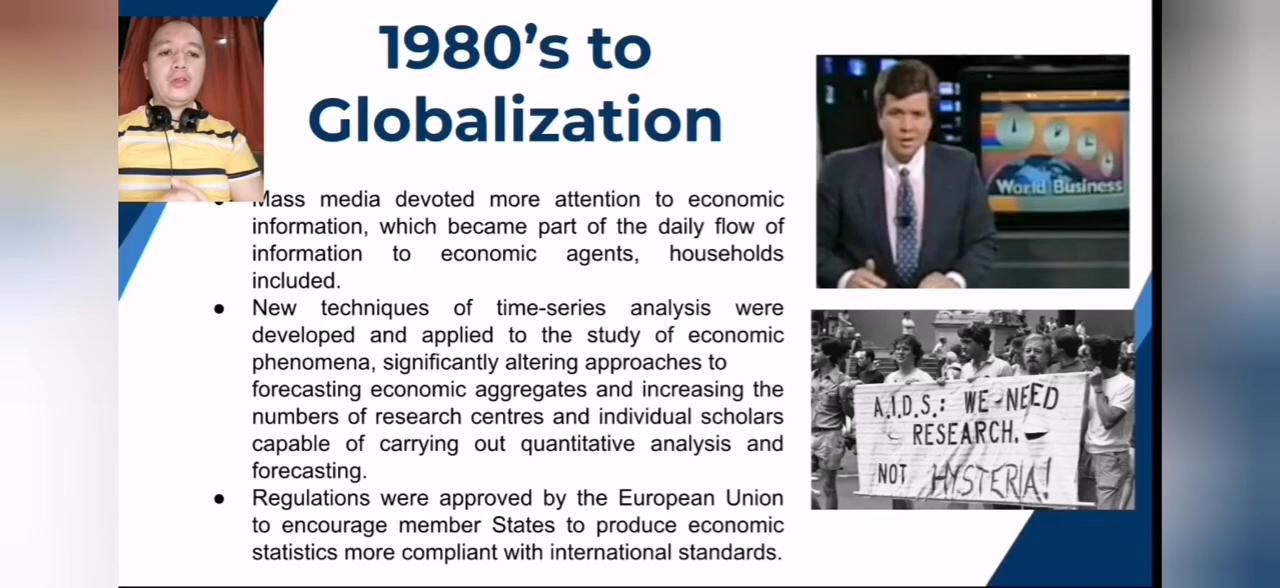 1980's to
Globalization
Mass media devoted more attention to economic
information, which became part of the daily flow of
information to economic agents, households
included.
● New techniques of time-series analysis were
developed and applied to the study of economic
phenomena, significantly altering approaches to
forecasting economic aggregates and increasing the
numbers of research centres and individual scholars
capable of carrying out quantitative analysis and
forecasting.
● Regulations were approved by the European Union
to encourage member States to produce economic
statistics more compliant with international standards.
World Business
A.I.D.S.: WE NEED
RESEARCH.
NOT HYSTERIA!